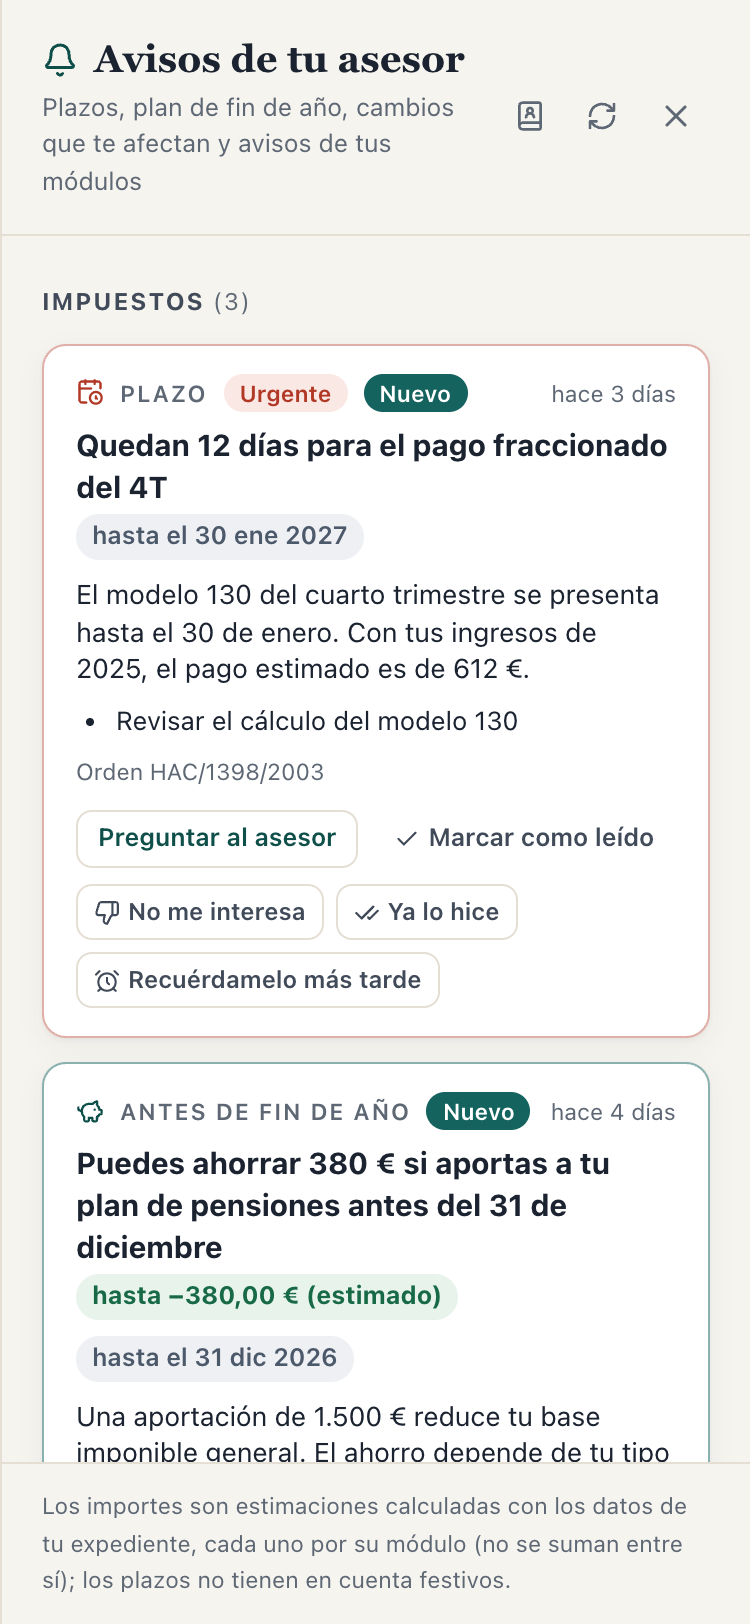 Avisos de tu asesor
Plazos, plan de fin de año, cambios
que te afectan y avisos de tus
módulos
IMPUESTOS (3)
PLAZO Urgente Nuevo hace 3 días
Quedan 12 días para el pago fraccionado
del 4T
hasta el 30 ene 2027
El modelo 130 del cuarto trimestre se presenta
hasta el 30 de enero. Con tus ingresos de
2025, el pago estimado es de 612 €.
• Revisar el cálculo del modelo 130
Orden HAC/1398/2003
Preguntar al asesor Marcar como leído
No me interesa Ya lo hice
Recuérdamelo más tarde
ANTES DE FIN DE AÑO Nuevo hace 4 días
Puedes ahorrar 380 € si aportas a tu
plan de pensiones antes del 31 de
diciembre
hasta −380,00 € (estimado)
hasta el 31 dic 2026
Una aportación de 1.500 € reduce tu base
imponible general. El ahorro depende de tu tipo
Los importes son estimaciones calculadas con los datos de
tu expediente, cada uno por su módulo (no se suman entre
sí); los plazos no tienen en cuenta festivos.